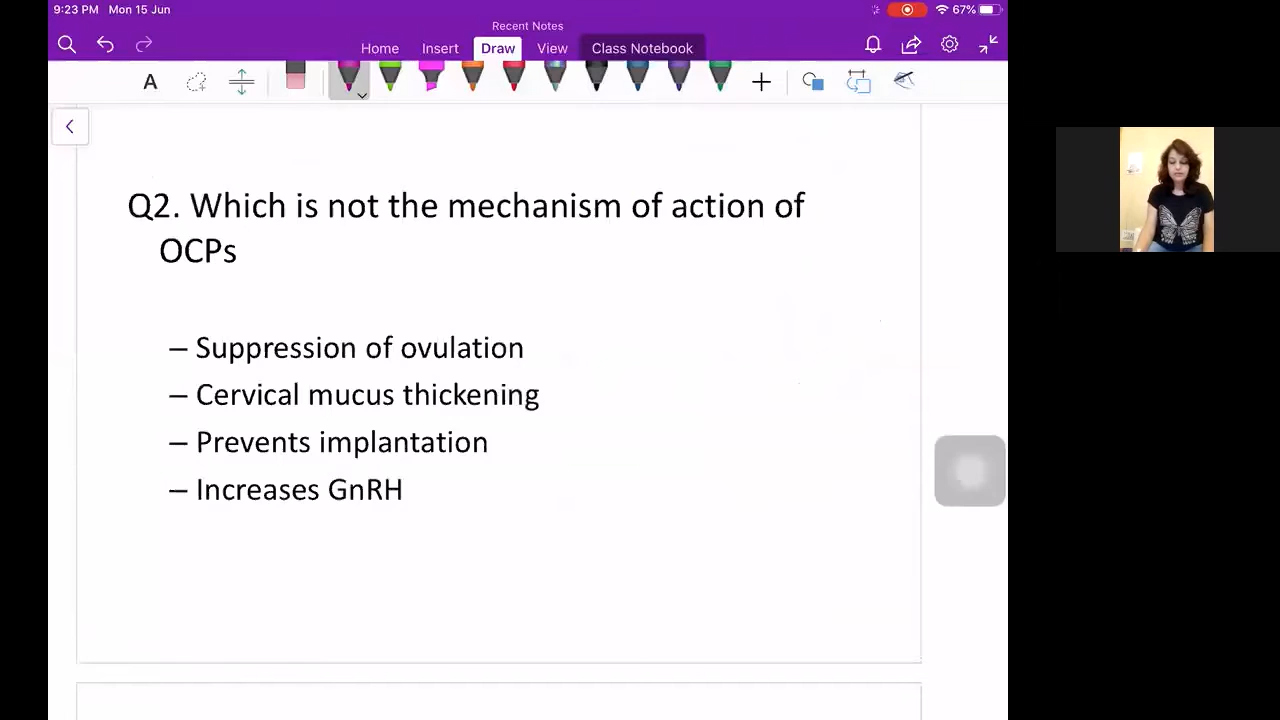 9:23 PM Mon 15 Jun
67%
Recent Notes
Home Insert Draw View Class Notebook
A
Q2. Which is not the mechanism of action of
OCPs
– Suppression of ovulation
– Cervical mucus thickening
– Prevents implantation
– Increases GnRH